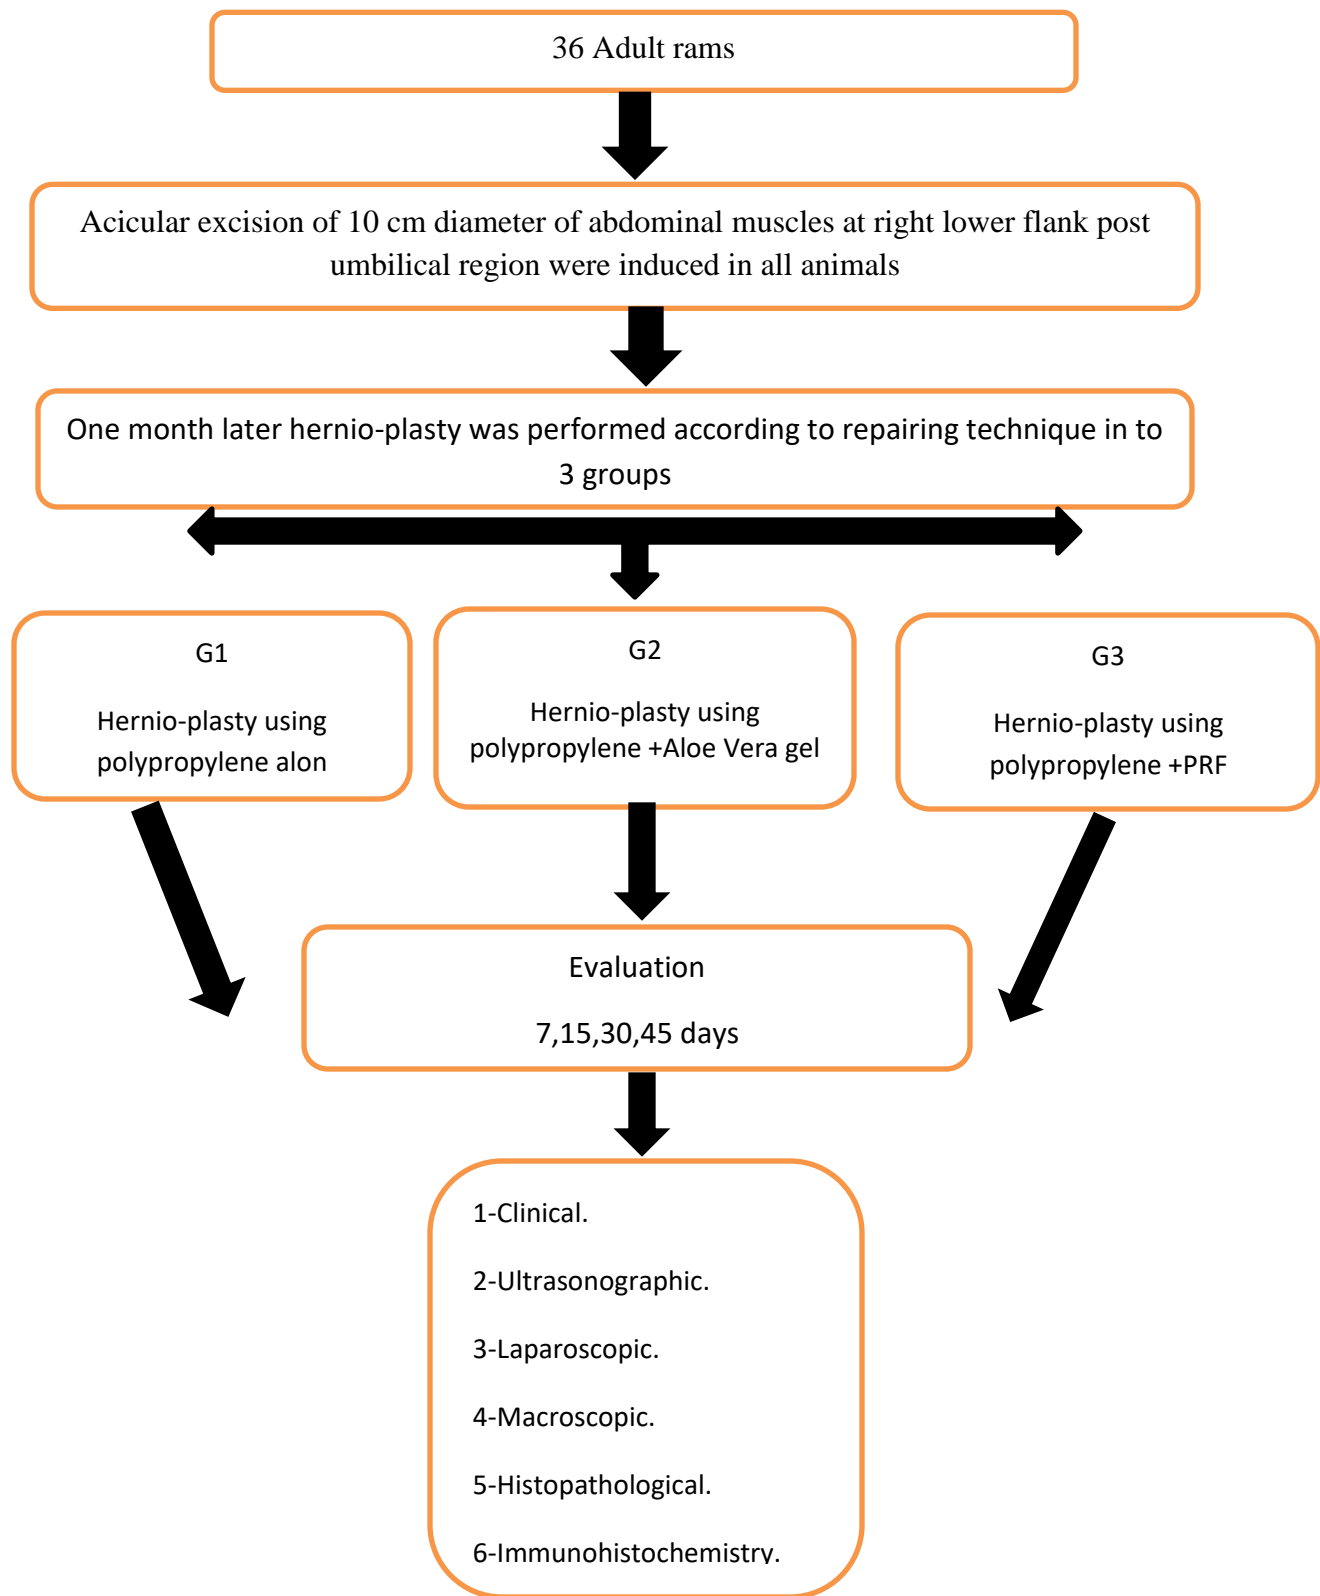 36 Adult rams
Acicular excision of 10 cm diameter of abdominal muscles at right lower flank post
umbilical region were induced in all animals
One month later hernio-plasty was performed according to repairing technique in to
3 groups
G1
Hernio-plasty using
polypropylene alon
G2
Hernio-plasty using
polypropylene +Aloe Vera gel
G3
Hernio-plasty using
polypropylene +PRF
Evaluation
7,15,30,45 days
1-Clinical.
2-Ultrasonographic.
3-Laparoscopic.
4-Macroscopic.
5-Histopathological.
6-Immunohistochemistry.